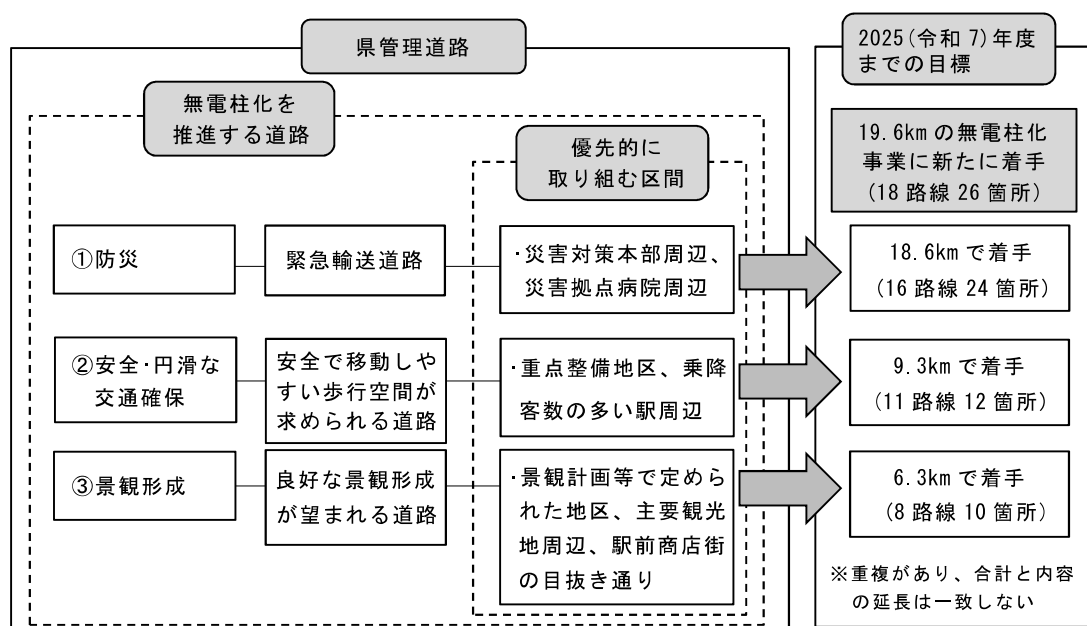 県管理道路
2025(令和7)年度
までの目標
無電柱化を
推進する道路
優先的に
取り組む区間
19.6kmの無電柱化
事業に新たに着手
(18路線26箇所)
①防災
緊急輸送道路
・災害対策本部周辺、
災害拠点病院周辺
18.6kmで着手
(16路線24箇所)
②安全・円滑な
交通確保
安全で移動しや
すい歩行空間が
求められる道路
・重点整備地区、乗降
客数の多い駅周辺
9.3kmで着手
(11路線12箇所)
③景観形成
良好な景観形成
が望まれる道路
・景観計画等で定めら
れた地区、主要観光
地周辺、駅前商店街
の目抜き通り
6.3kmで着手
(8路線10箇所)
※重複があり、合計と内容
の延長は一致しない